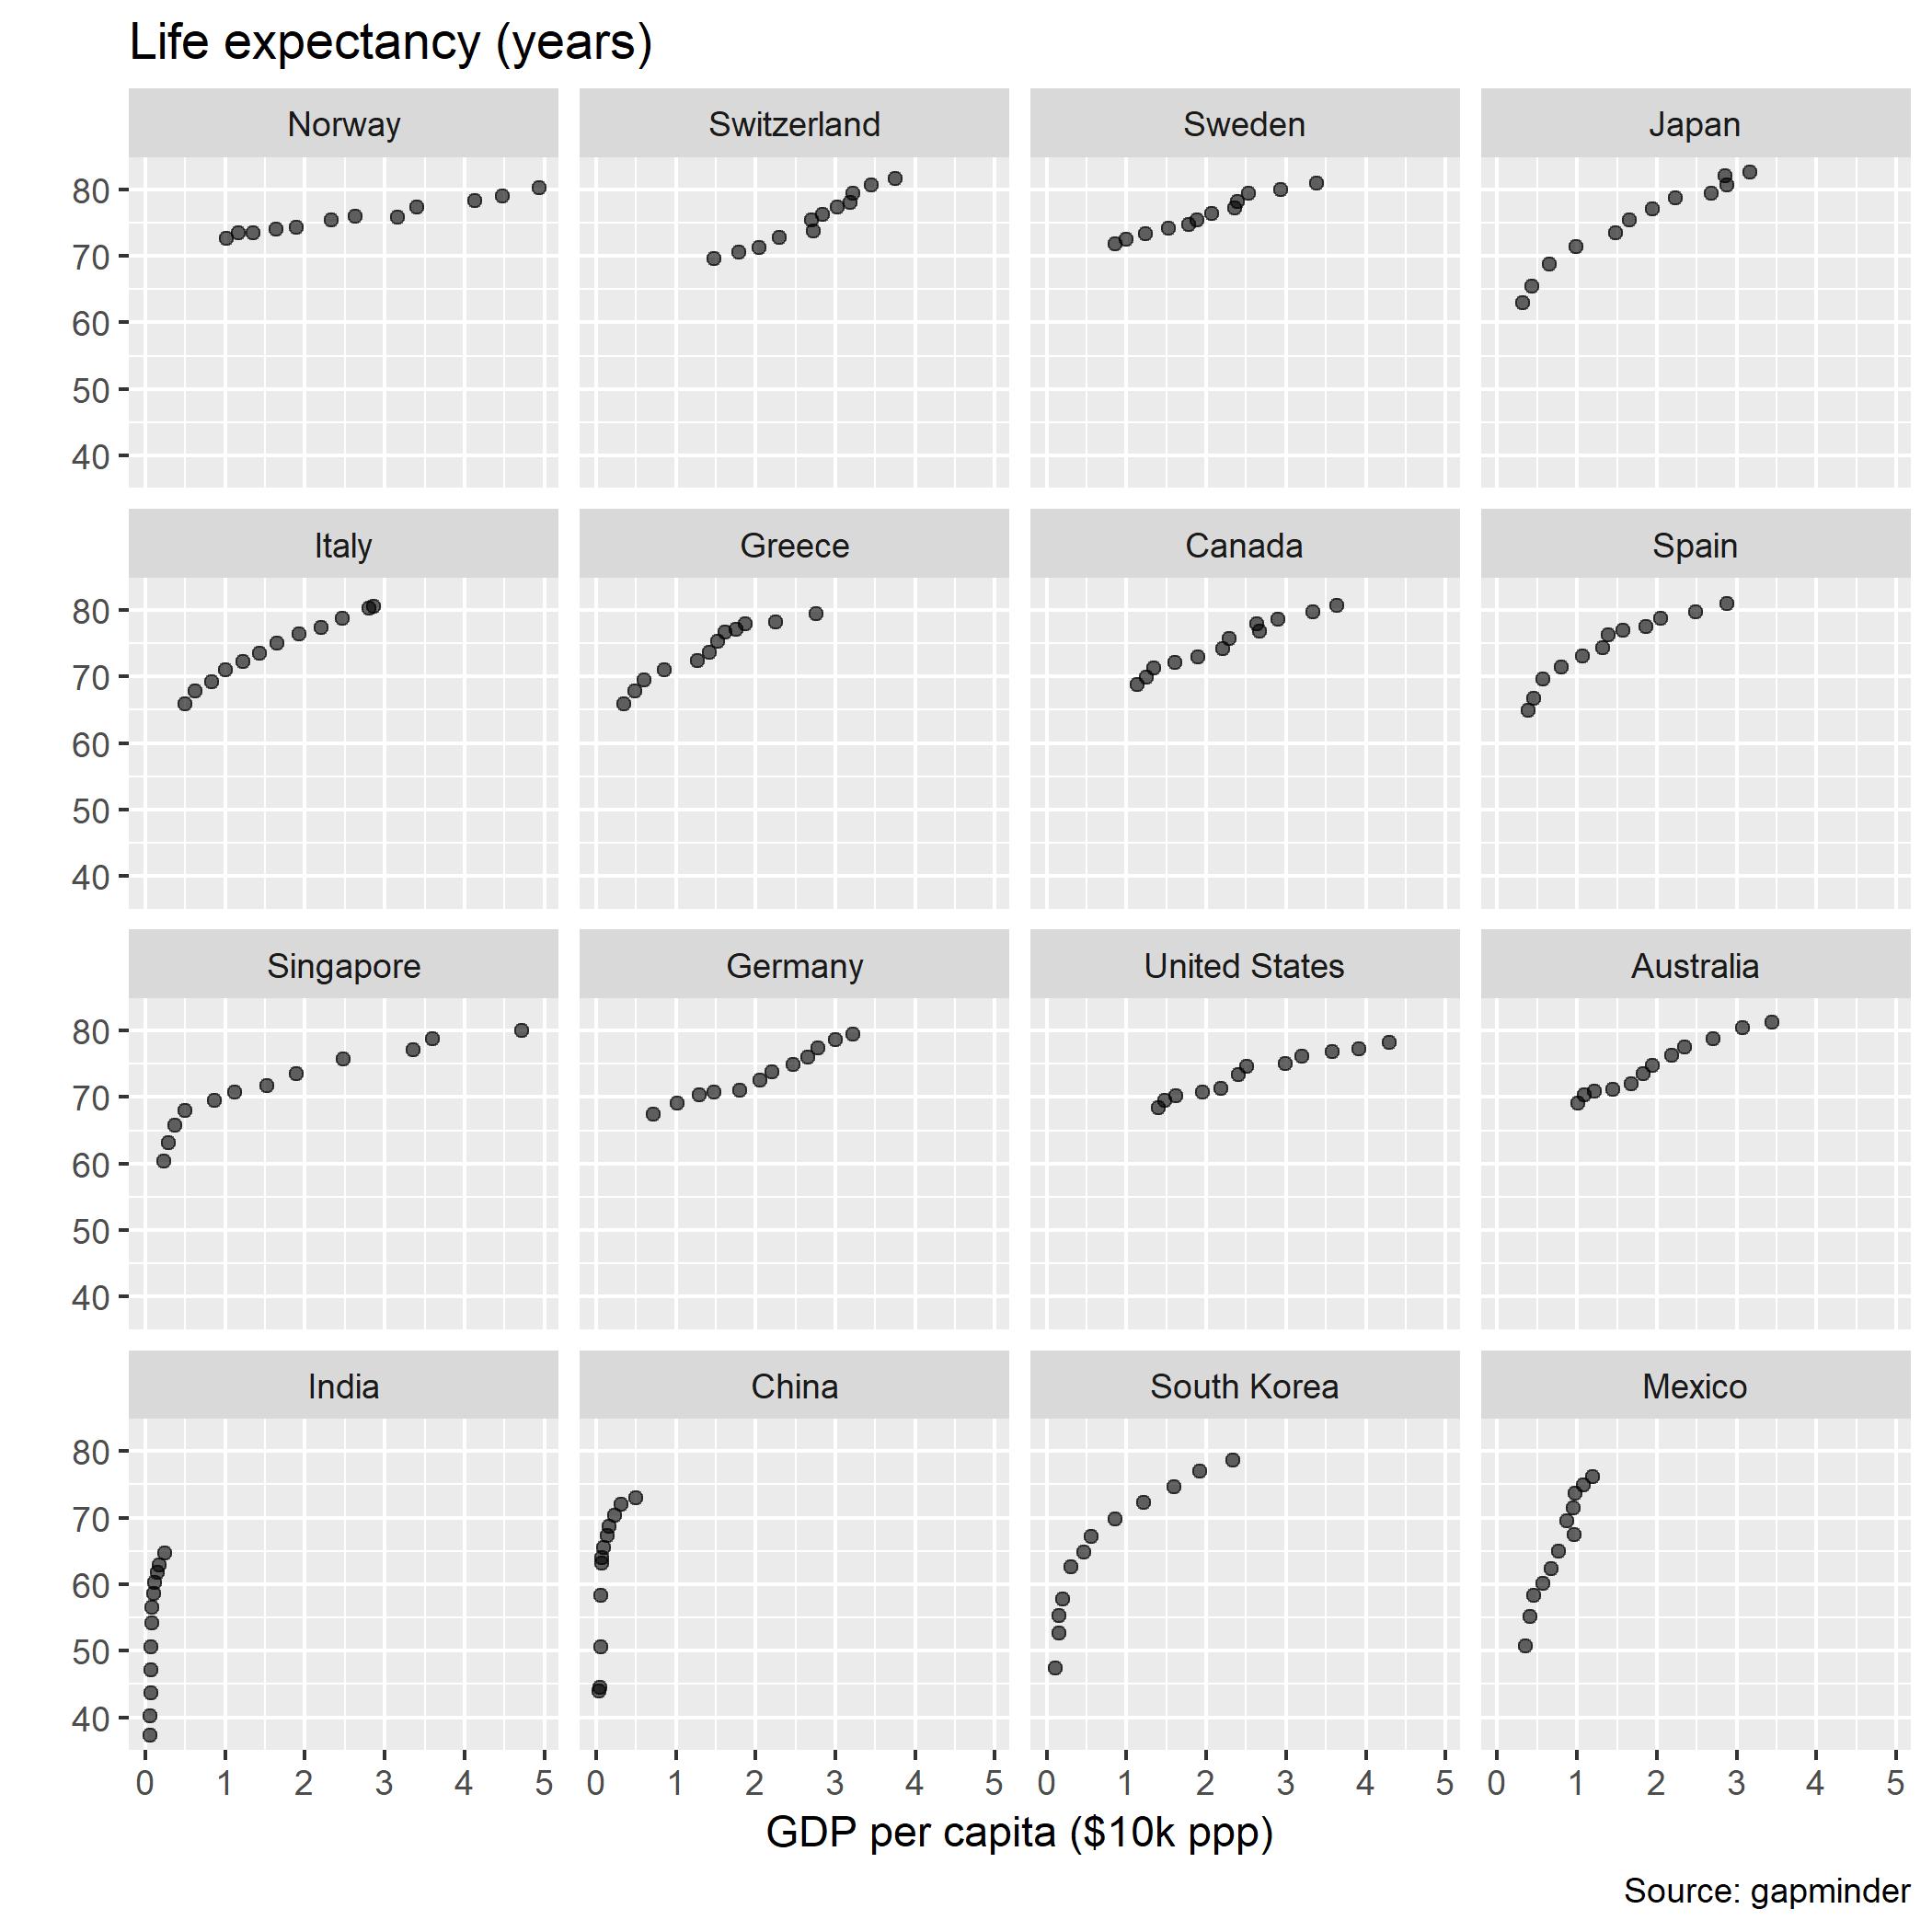 Life expectancy (years)
Norway Switzerland Sweden Japan
80
70
60
50
40
Italy Greece Canada Spain
80
70
60
50
40
Singapore Germany United States Australia
80
70
60
50
40
India China South Korea Mexico
80
70
60
50
40
0 1 2 3 4 5 0 1 2 3 4 5 0 1 2 3 4 5 0 1 2 3 4 5
GDP per capita ($10k ppp)
Source: gapminder